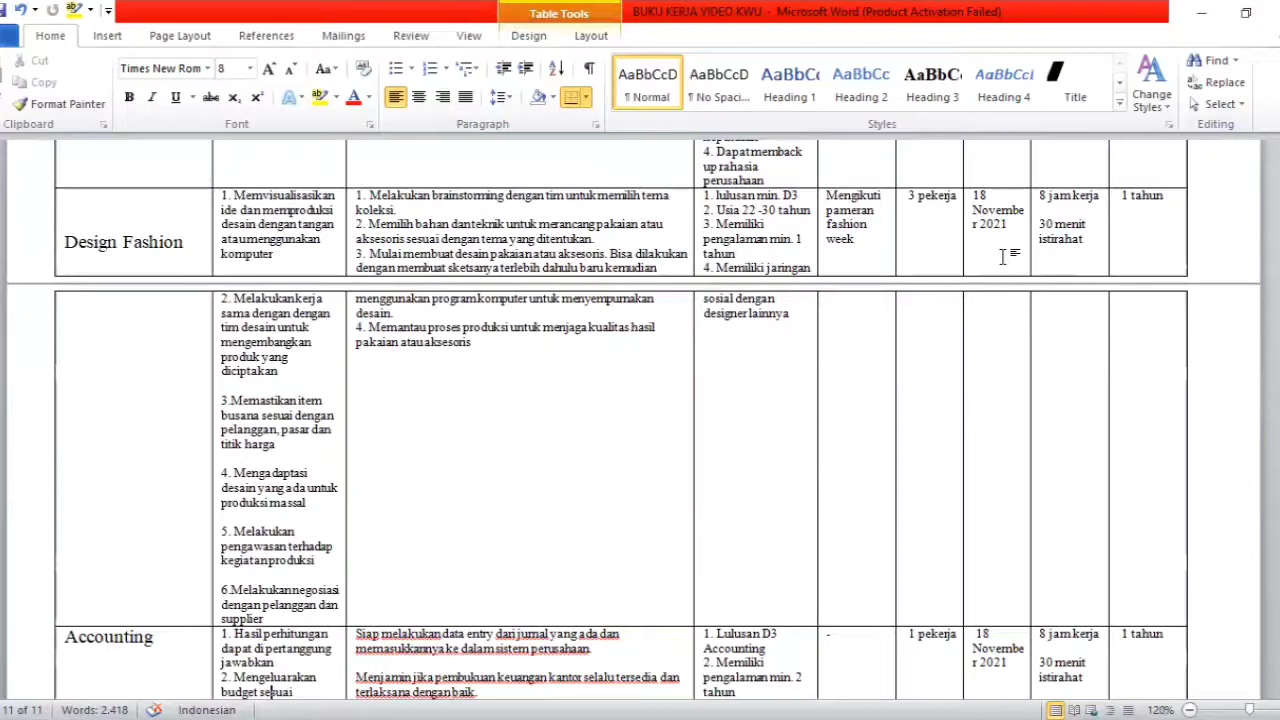 Table Tools
BUKU KERJA VIDEO KWU - Microsoft Word (Product Activation Failed)
Home Insert Page Layout References Mailings Review View Design Layout
Cut
Copy
Format Painter
Clipboard
Times New Rom 8
Font
Paragraph
AaBbCcD AaBbCcD AaBbCc AaBbCc AaBbCcD AaBbCcI
¶ Normal ¶ No Spaci... Heading 1 Heading 2 Heading 3 Heading 4 Title
Styles
Change
Styles
Find
Replace
Select
Editing
4. Dapat memback
up rahasia
perusahaan
Design Fashion
1. Memvisualisasikan
ide dan memproduksi
desain dengan tangan
atau menggunakan
komputer
1. Melakukan brainstorming dengan tim untuk memilih tema
koleksi.
2. Memilih bahan dan teknik untuk merancang pakaian atau
aksesoris sesuai dengan tema yang ditentukan.
3. Mulai membuat desain pakaian atau aksesoris. Bisa dilakukan
dengan membuat sketsanya terlebih dahulu baru kemudian
1. lulusan min. D3
2. Usia 22 -30 tahun
3. Memiliki
pengalaman min. 1
tahun
4. Memiliki jaringan
Mengikuti
pameran
fashion
week
3 pekerja
18
Novembe
r 2021
8 jam kerja
30 menit
istirahat
1 tahun
2. Melakukan kerja
sama dengan dengan
tim desain untuk
mengembangkan
produk yang
diciptakan
3.Memastikan item
busana sesuai dengan
pelanggan, pasar dan
titik harga
4. Mengadaptasi
desain yang ada untuk
produksi massal
5. Melakukan
pengawasan terhadap
kegiatan produksi
6.Melakukan negosiasi
dengan pelanggan dan
supplier
menggunakan program komputer untuk menyempurnakan
desain.
4. Memantau proses produksi untuk menjaga kualitas hasil
pakaian atau aksesoris
sosial dengan
designer lainnya
Accounting
1. Hasil perhitungan
dapat di pertanggung
jawabkan
2. Mengeluarakan
budget sesuai
Siap melakukan data entry dari jurnal yang ada dan
memasukkannya ke dalam sistem perusahaan.
Menjamin jika pembukuan keuangan kantor selalu tersedia dan
terlaksana dengan baik.
1. Lulusan D3
Accounting
2. Memiliki
pengalaman min. 2
tahun
-
1 pekerja
18
Novembe
r 2021
8 jam kerja
30 menit
istirahat
1 tahun
11 of 11 Words: 2.418 Indonesian 120%